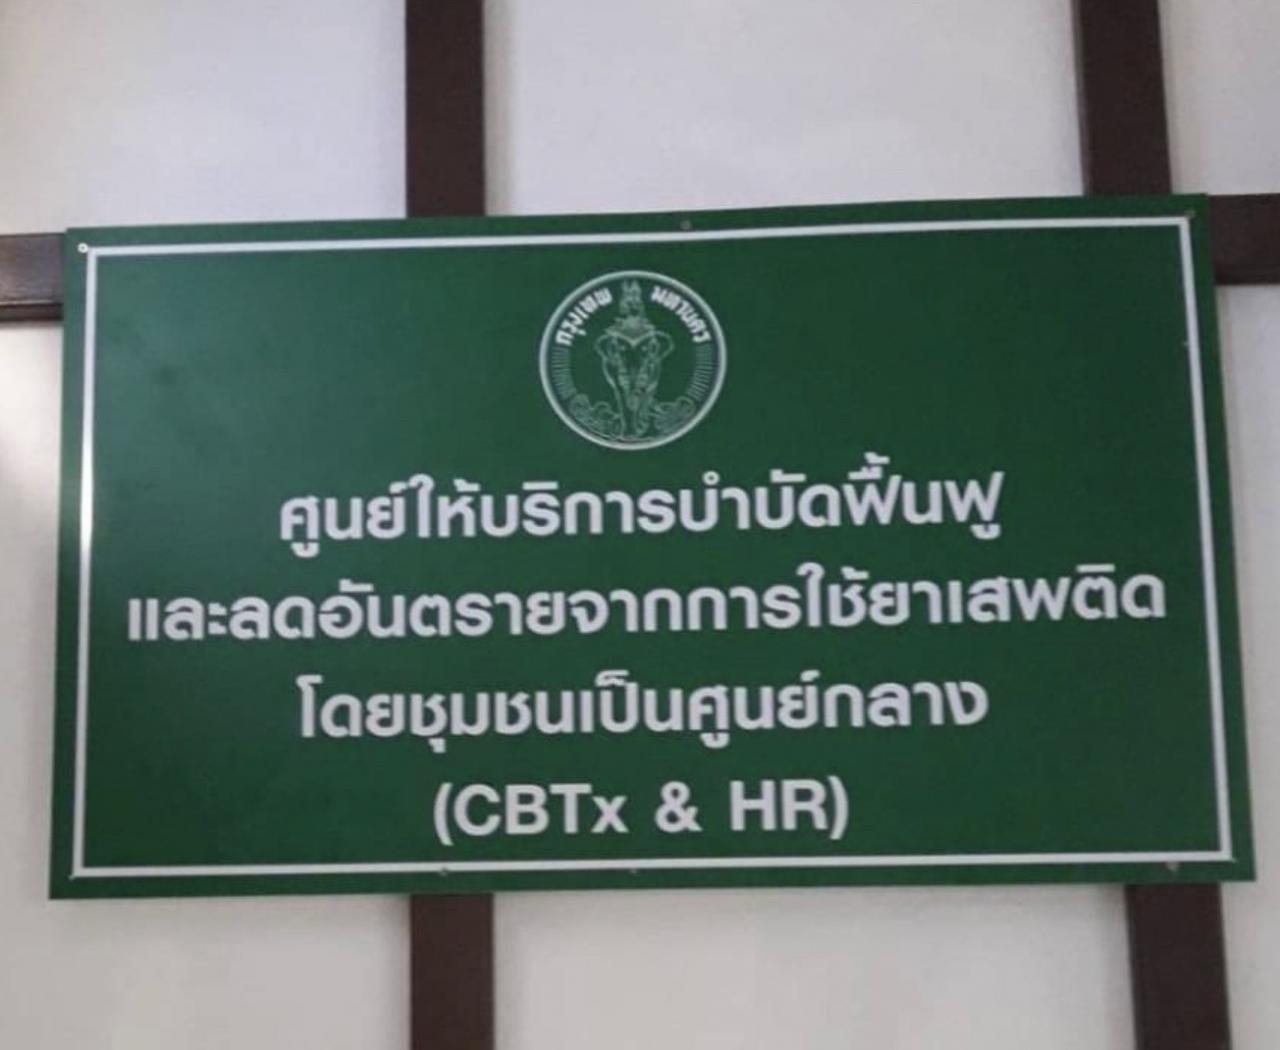 กรุงเทพมหานคร
ศูนย์ให้บริการบำบัดฟื้นฟู
และลดอันตรายจากการใช้ยาเสพติด
โดยชุมชนเป็นศูนย์กลาง
(CBTx & HR)